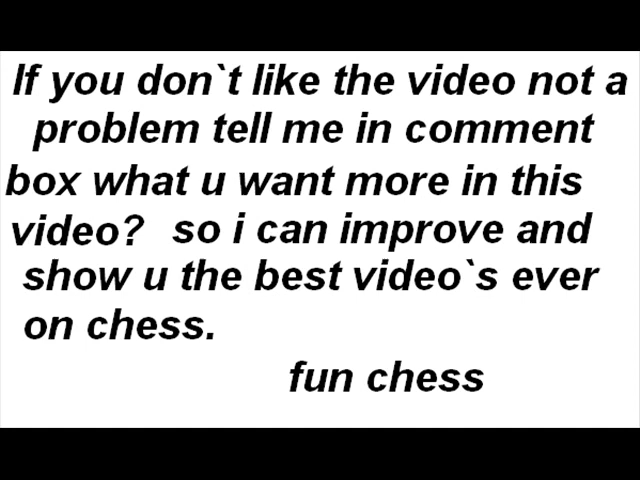 If you don`t like the video not a
problem tell me in comment
box what u want more in this
video? so i can improve and
show u the best video`s ever
on chess.
fun chess